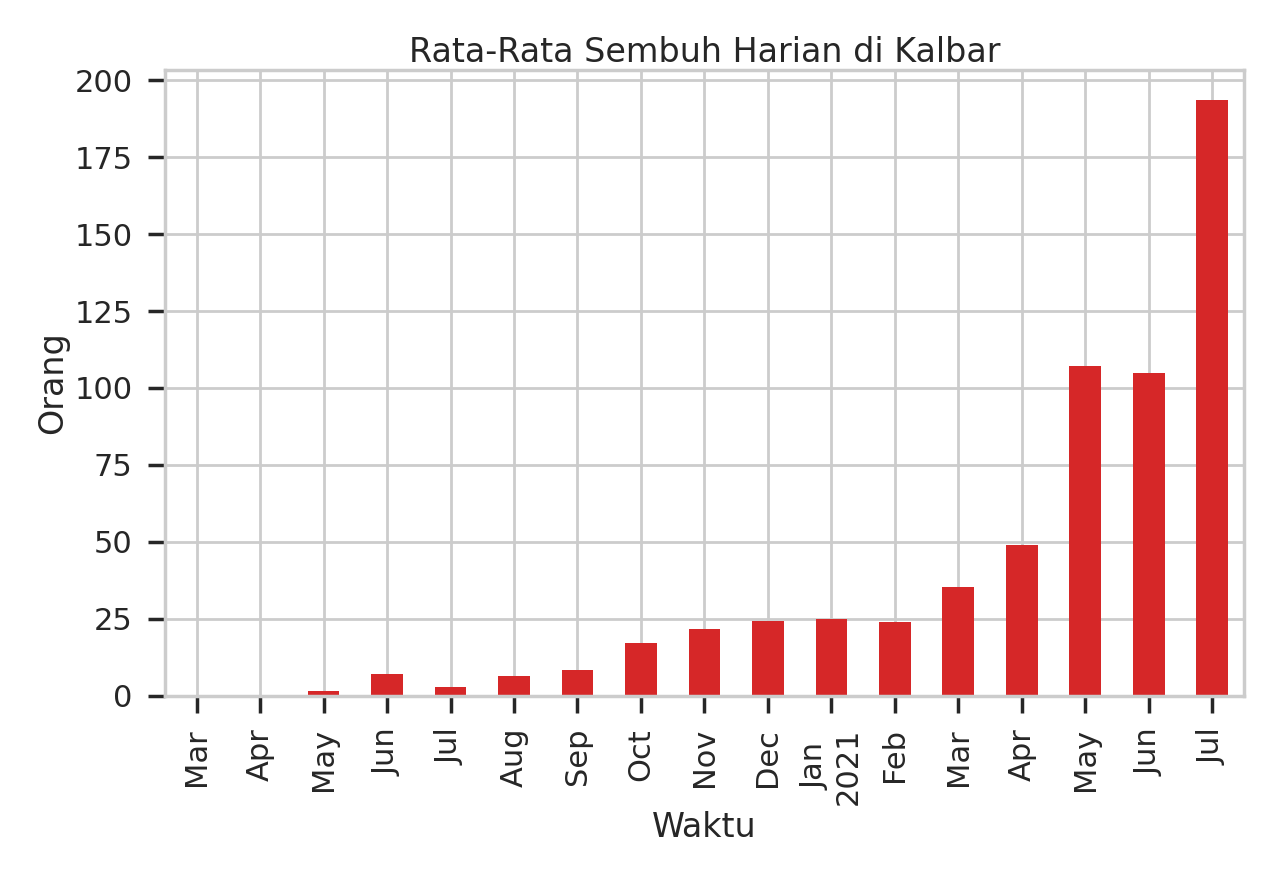 Rata-Rata Sembuh Harian di Kalbar
200
175
150
125
100
75
50
25
0
Orang
Mar
Apr
May
Jun
Jul
Aug
Sep
Oct
Nov
Dec
Jan
2021
Feb
Mar
Apr
May
Jun
Jul
Waktu